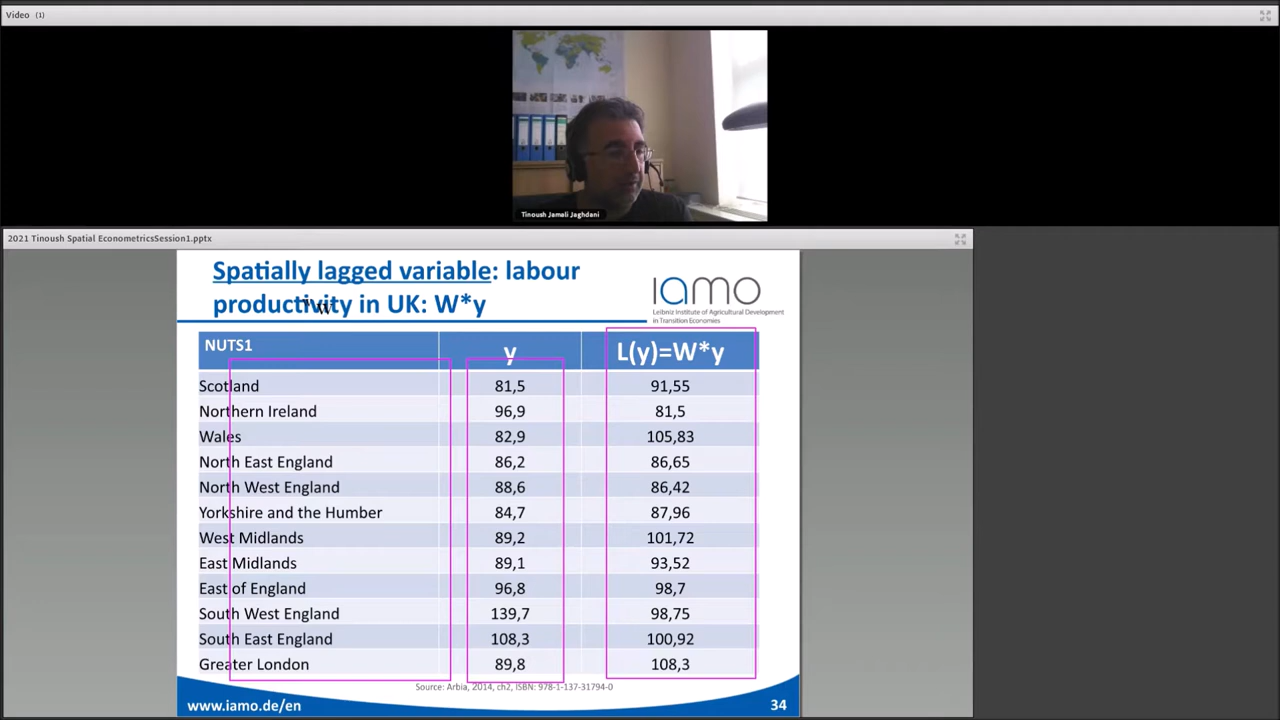 Video (1)
Tinoush Jamali Jaghdani
2021 Tinoush Spatial EconometricsSession1.pptx
Spatially lagged variable: labour
productivity in UK: W*y
iamo
Leibniz Institute of Agricultural Development
in Transition Economies
NUTS1 y L(y)=W*y
Scotland 81,5 91,55
Northern Ireland 96,9 81,5
Wales 82,9 105,83
North East England 86,2 86,65
North West England 88,6 86,42
Yorkshire and the Humber 84,7 87,96
West Midlands 89,2 101,72
East Midlands 89,1 93,52
East of England 96,8 98,7
South West England 139,7 98,75
South East England 108,3 100,92
Greater London 89,8 108,3
Source: Arbia, 2014, ch2, ISBN: 978-1-137-31794-0
www.iamo.de/en 34